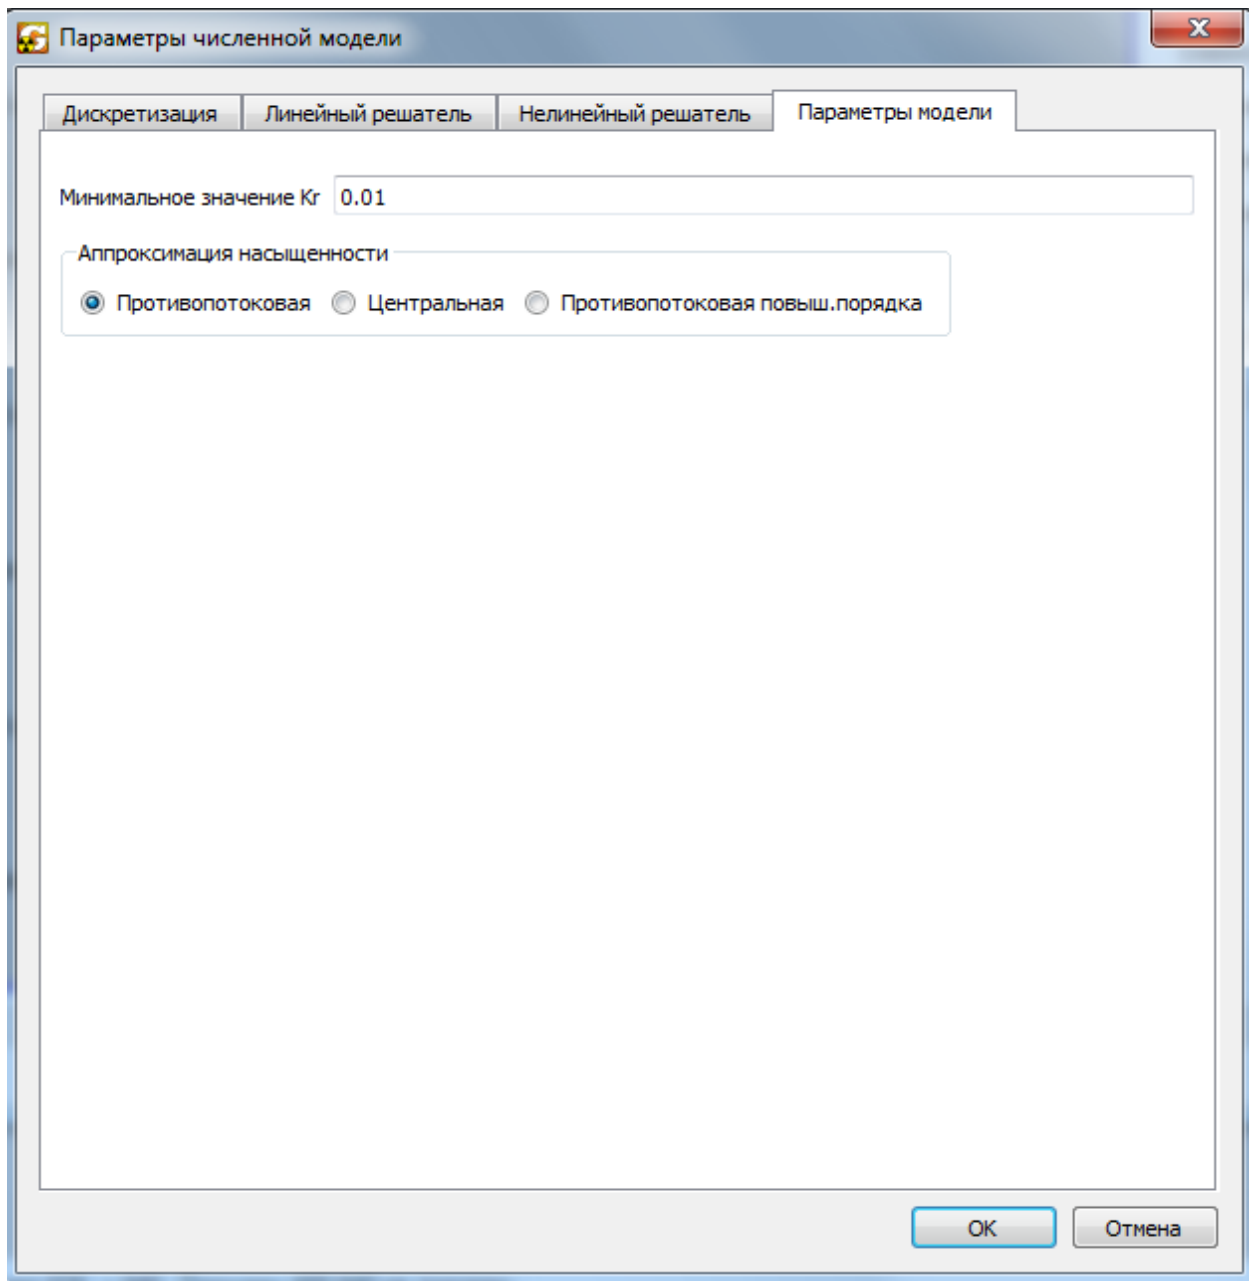 Параметры численной модели
Дискретизация Линейный решатель Нелинейный решатель Параметры модели
Минимальное значение Kr 0.01
Аппроксимация насыщенности
Противопотоковая Центральная Противопотоковая повыш.порядка
OK Отмена